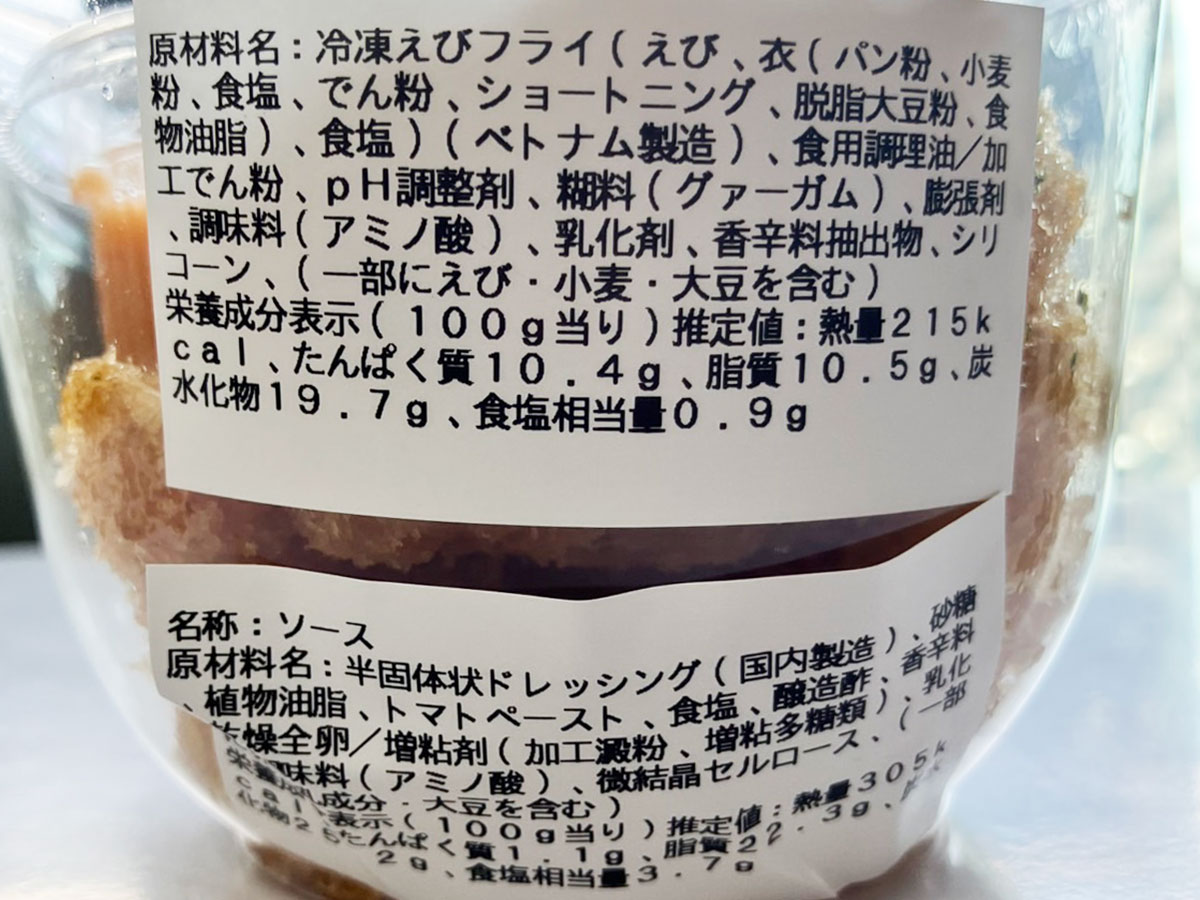 原材料名：冷凍えびフライ（えび、衣（パン粉、小麦
粉、食塩、でん粉、ショートニング、脱脂大豆粉、食
物油脂）、食塩）（ベトナム製造）、食用調理油／加
工でん粉、ｐＨ調整剤、糊料（グァーガム）、膨張剤
、調味料（アミノ酸）、乳化剤、香辛料抽出物、シリ
コーン、（一部にえび・小麦・大豆を含む）
栄養成分表示（１００ｇ当り）推定値：熱量２１５ｋ
ｃａｌ、たんぱく質１０．４ｇ、脂質１０．５ｇ、炭
水化物１９．７ｇ、食塩相当量０．９ｇ
名称：ソース
原材料名：半固体状ドレッシング（国内製造）、砂糖
、植物油脂、トマトペースト、食塩、醸造酢、香辛料
乾燥全卵／増粘剤（加工澱粉、増粘多糖類）、乳化
調味料（アミノ酸）、微結晶セルロース、（一部
成分・大豆を含む）
栄養 表示（１００ｇ当り）推定値：熱量３０５ｋ
ｃａｌ たんぱく質１．１ｇ、脂質２２．３ｇ、
化物２５ ２ｇ、食塩相当量３．７ｇ